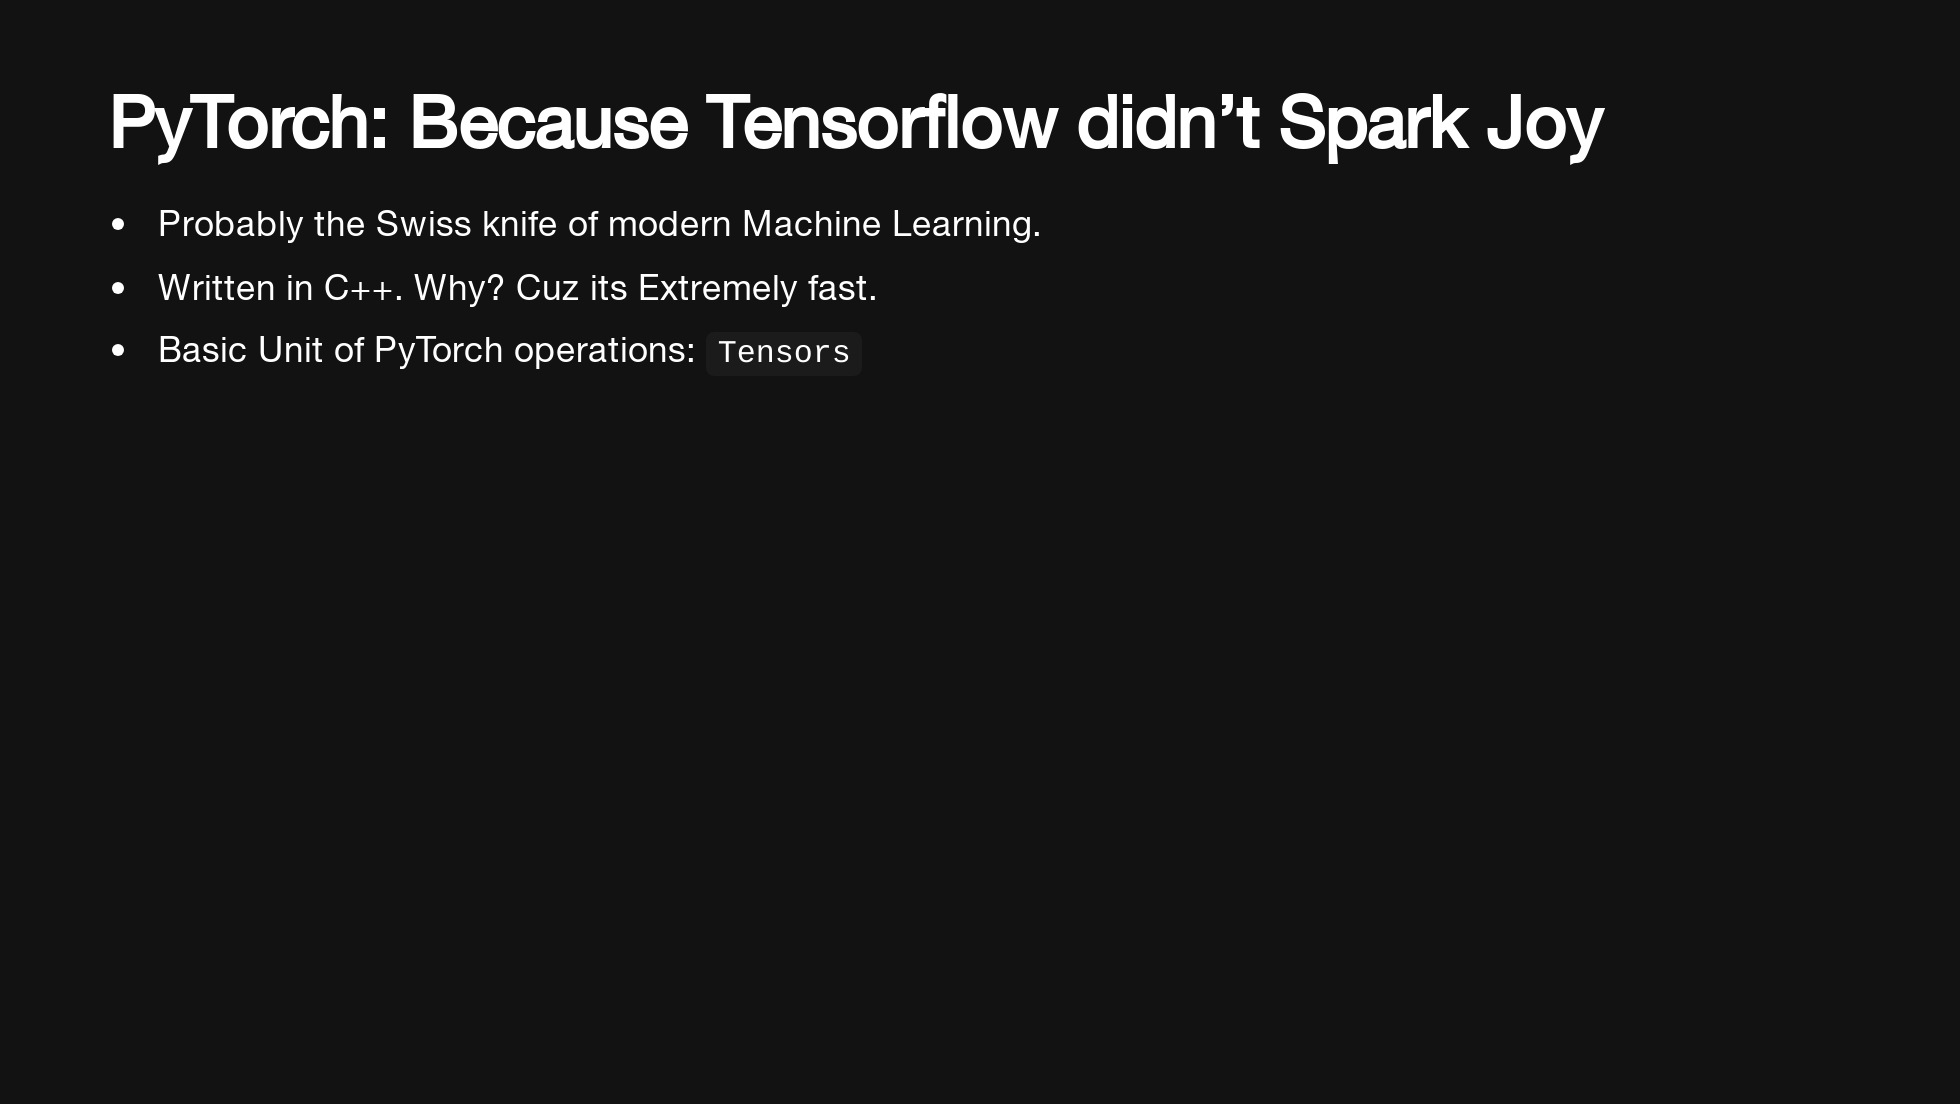 PyTorch: Because Tensorflow didn’t Spark Joy
• Probably the Swiss knife of modern Machine Learning.
• Written in C++. Why? Cuz its Extremely fast.
• Basic Unit of PyTorch operations: Tensors